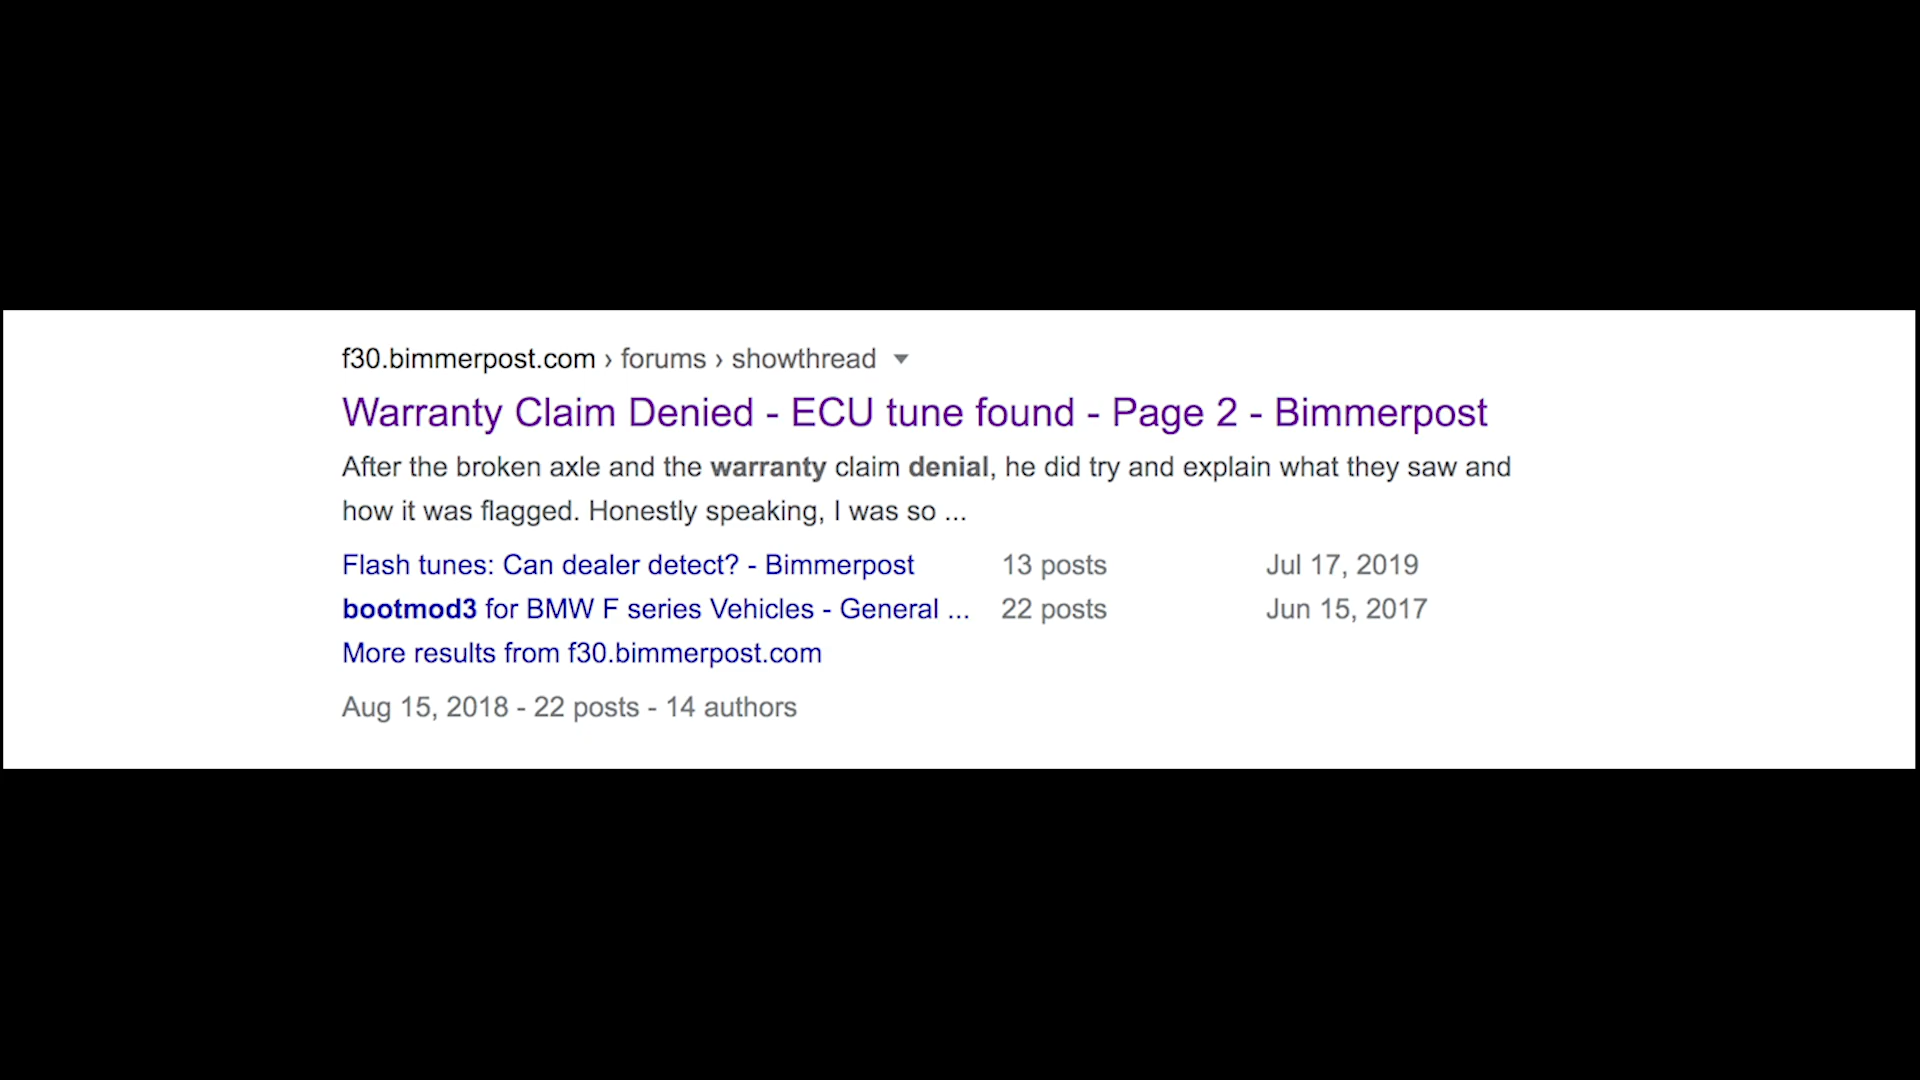 f30.bimmerpost.com › forums › showthread
Warranty Claim Denied - ECU tune found - Page 2 - Bimmerpost
After the broken axle and the warranty claim denial, he did try and explain what they saw and
how it was flagged. Honestly speaking, I was so ...
Flash tunes: Can dealer detect? - Bimmerpost 13 posts Jul 17, 2019
bootmod3 for BMW F series Vehicles - General ... 22 posts Jun 15, 2017
More results from f30.bimmerpost.com
Aug 15, 2018 - 22 posts - 14 authors